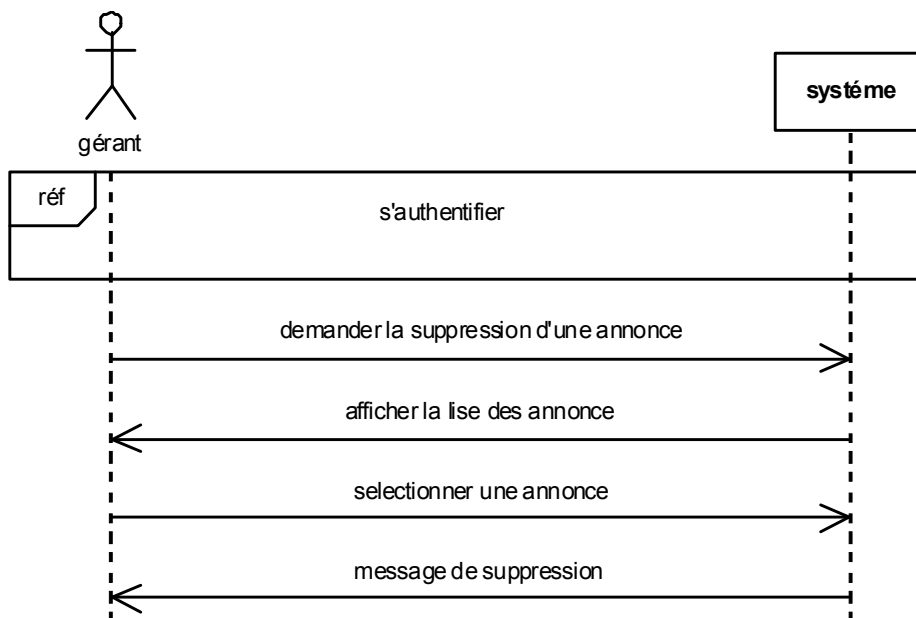 systéme
gérant
réf
s'authentifier
demander la suppression d'une annonce
afficher la lise des annonce
selectionner une annonce
message de suppression